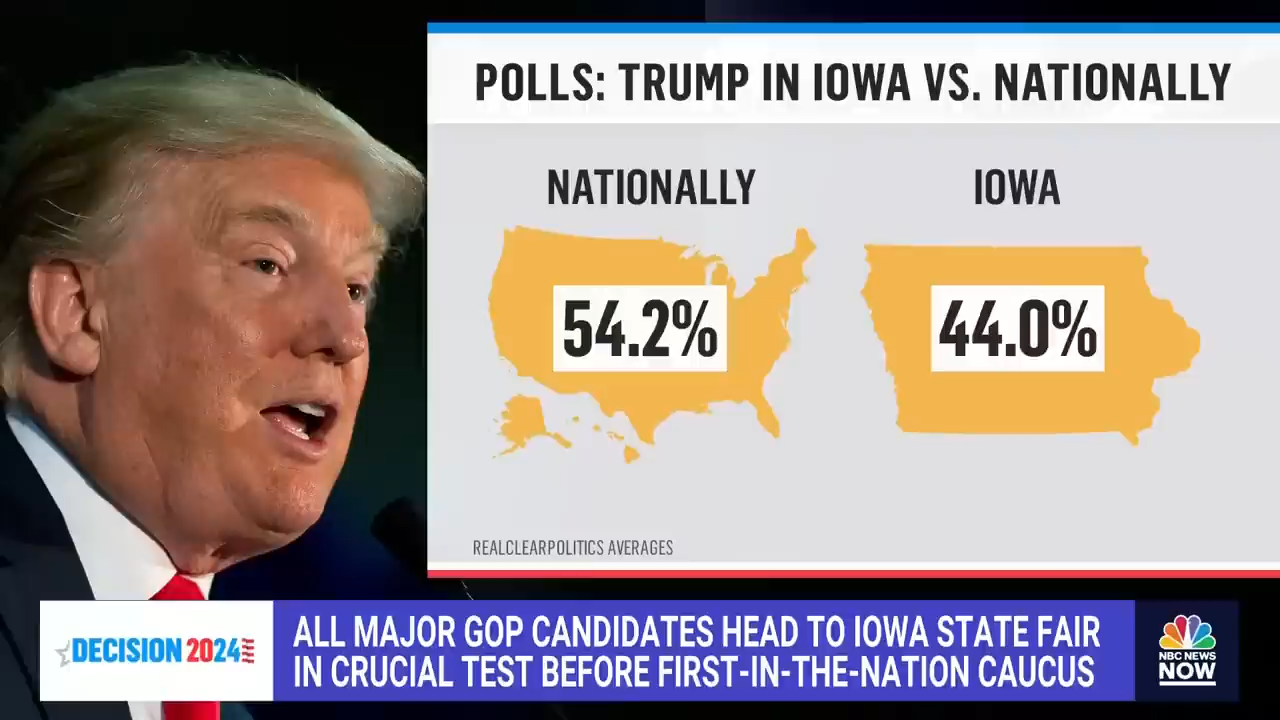 POLLS: TRUMP IN IOWA VS. NATIONALLY
NATIONALLY
IOWA
54.2%
44.0%
REALCLEARPOLITICS AVERAGES
DECISION 2024
ALL MAJOR GOP CANDIDATES HEAD TO IOWA STATE FAIR
IN CRUCIAL TEST BEFORE FIRST-IN-THE-NATION CAUCUS
NBC NEWS
NOW